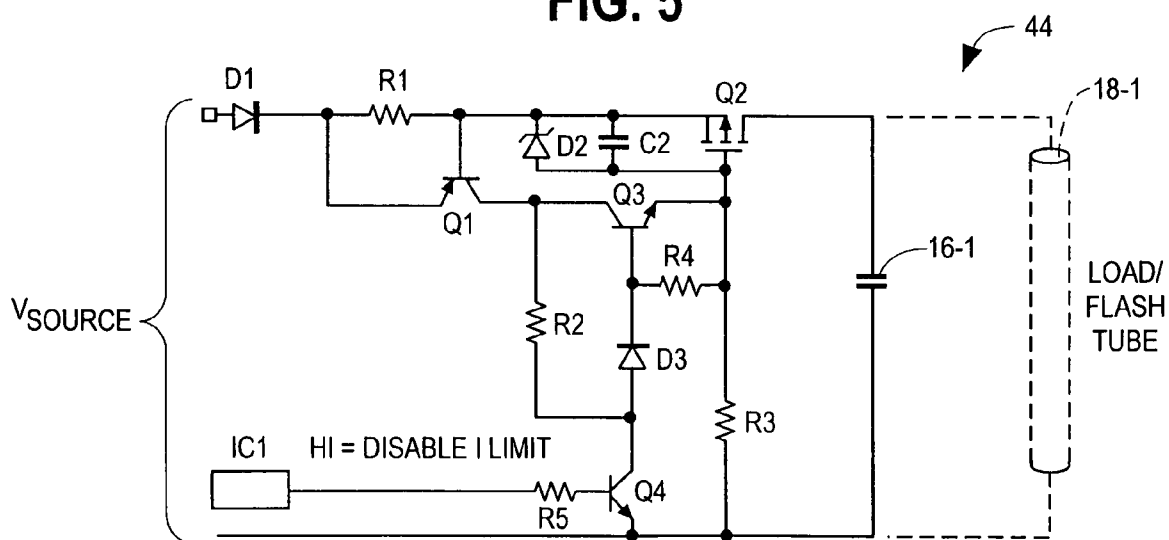 FIG. 5
44
D1
R1
Q2
18-1
D2
C2
Q1
Q3
R4
16-1
LOAD/
FLASH
TUBE
VSOURCE
R2
D3
R3
IC1
HI = DISABLE I LIMIT
R5
Q4